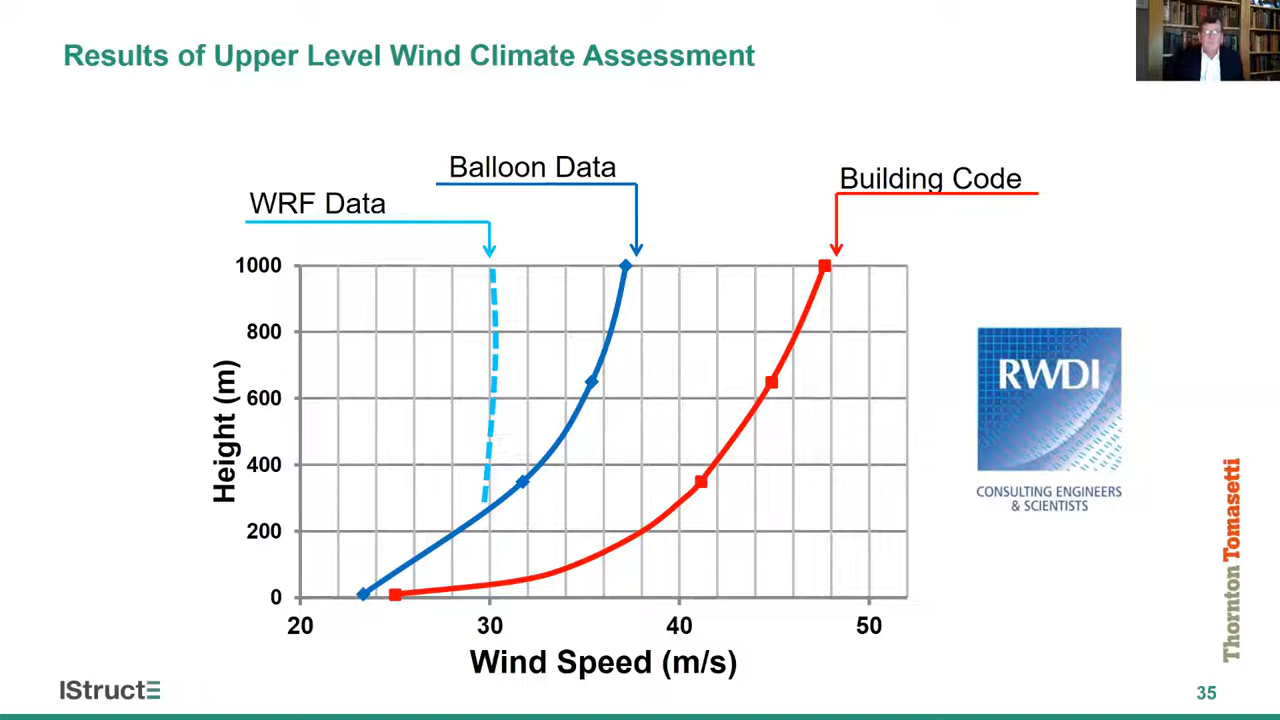 Results of Upper Level Wind Climate Assessment
Balloon Data
Building Code
WRF Data
1000
800
600
400
200
0
Height (m)
20
30
40
50
Wind Speed (m/s)
RWDI
CONSULTING ENGINEERS
& SCIENTISTS
Thornton Tomasetti
IStructE
35